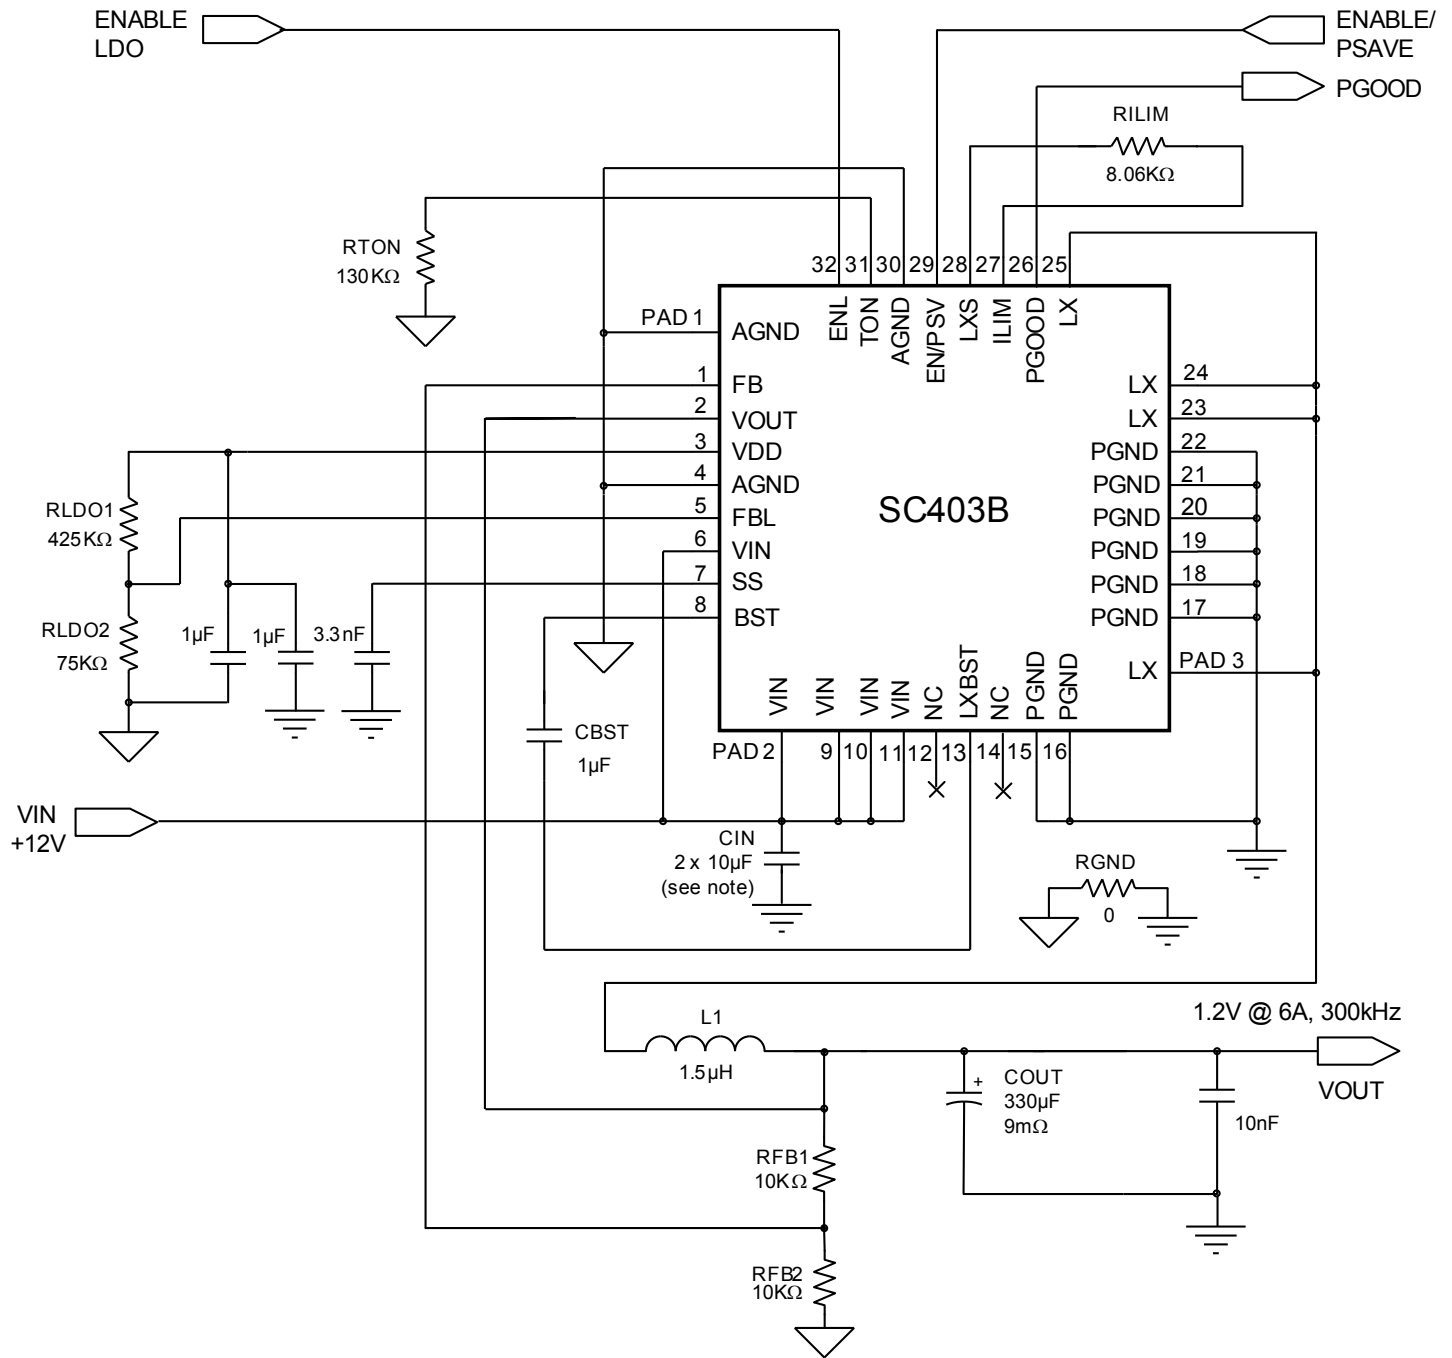 ENABLE
LDO
ENABLE/
PSAVE
PGOOD
RILIM
8.06KΩ
RTON
130KΩ
32 31 30 29 28 27 26 25
ENL
TON
AGND
EN/PSV
LXS
ILIM
PGOOD
LX
PAD 1 AGND
1 FB
2 VOUT
3 VDD
4 AGND
5 FBL
6 VIN
7 SS
8 BST
SC403B
LX 24
LX 23
PGND 22
PGND 21
PGND 20
PGND 19
PGND 18
PGND 17
LX PAD 3
RLDO1
425KΩ
RLDO2
75KΩ
1µF
1µF
3.3nF
VIN
VIN
VIN
VIN
NC
LXBST
NC
PGND
PGND
PAD 2 9 10 11 12 13 14 15 16
CBST
1µF
VIN
+12V
CIN
2 x 10µF
(see note)
RGND
0
1.2V @ 6A, 300kHz
L1
1.5µH
COUT
+
330µF
9mΩ
10nF
VOUT
RFB1
10KΩ
RFB2
10KΩ